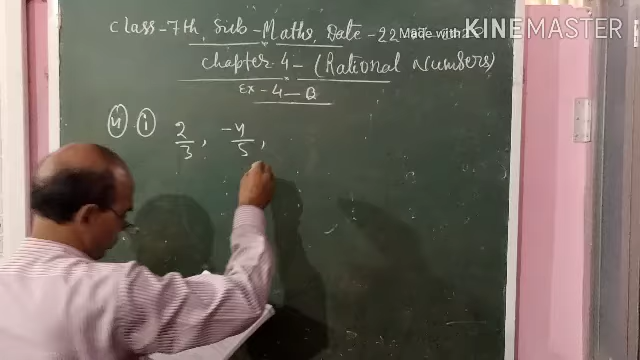 Class-7th, Sub-Maths, Date-22
Made with KINEMASTER
Chapter-4-(Rational Numbers)
Ex-4-B
4 i 2/3, -4/5,